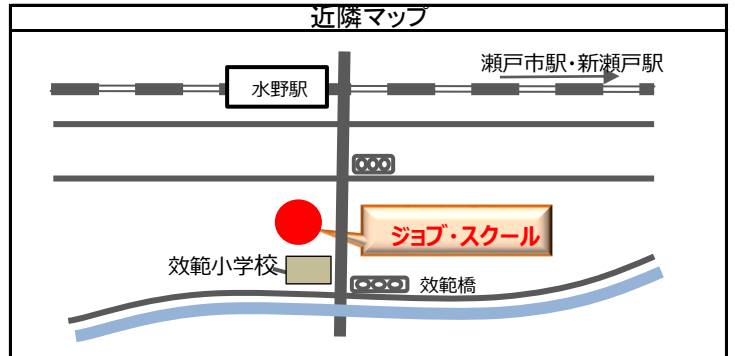 近隣マップ
瀬戸市駅・新瀬戸駅
水野駅
ジョブ・スクール
効範小学校
効範橋